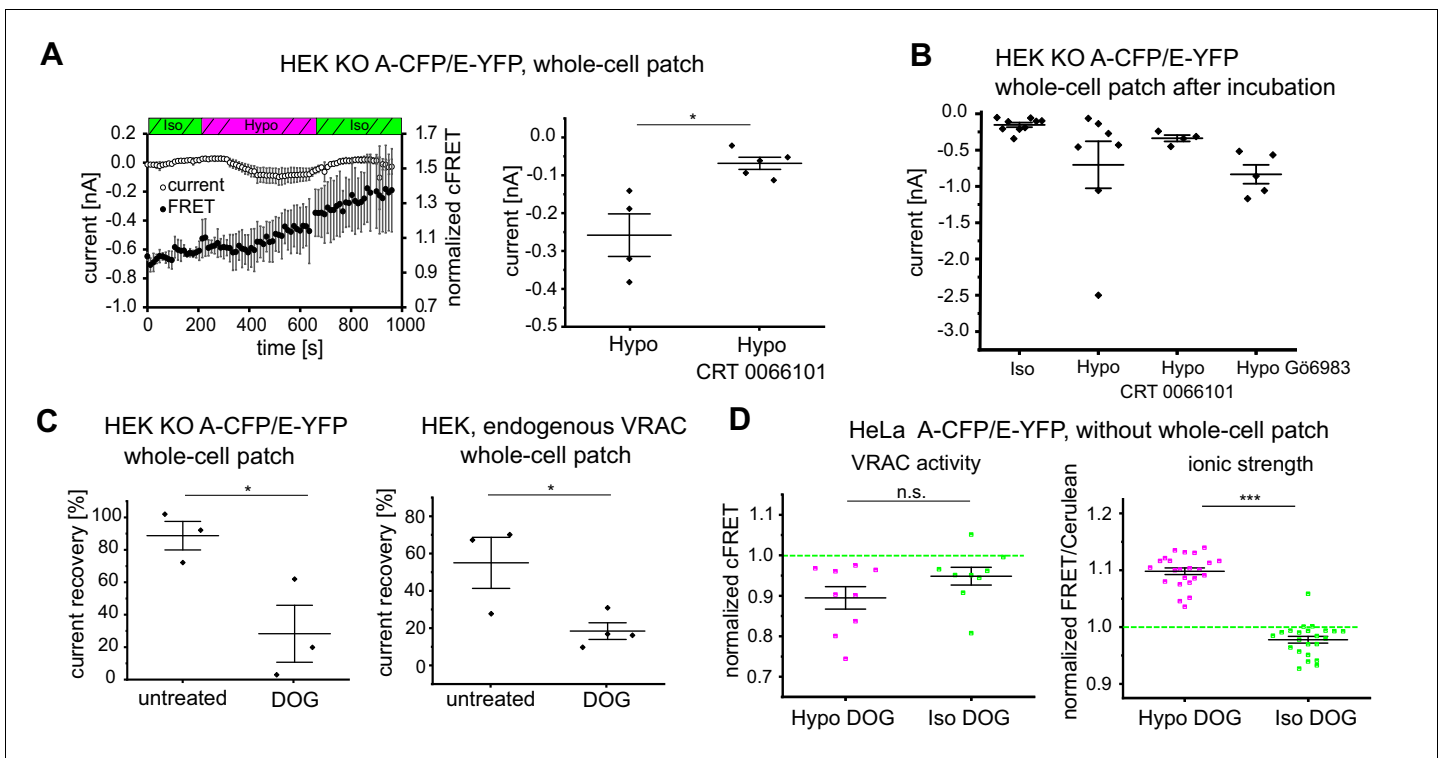 A
HEK KO A-CFP/E-YFP, whole-cell patch
Iso Hypo Iso
0.2
0.0
-0.2
-0.4
-0.6
-0.8
-1.0
current [nA]
1.7
1.5
1.3
1.1
0.9
0.7
normalized cFRET
current
FRET
0 200 400 600 800 1000
time [s]
*
0.0
-0.1
-0.2
-0.3
-0.4
-0.5
current [nA]
Hypo Hypo
CRT 0066101
B
HEK KO A-CFP/E-YFP
whole-cell patch after incubation
0.0
-0.5
-1.0
-1.5
-2.0
-2.5
-3.0
current [nA]
Iso Hypo Hypo Hypo Gö6983
CRT 0066101
C
HEK KO A-CFP/E-YFP
whole-cell patch
*
100
80
60
40
20
0
current recovery [%]
untreated DOG
HEK, endogenous VRAC
whole-cell patch
*
80
60
40
20
0
current recovery [%]
untreated DOG
D
HeLa A-CFP/E-YFP, without whole-cell patch
VRAC activity
n.s.
1.1
1.0
0.9
0.8
0.7
normalized cFRET
Hypo DOG Iso DOG
ionic strength
***
1.2
1.1
1.0
0.9
normalized FRET/Cerulean
Hypo DOG Iso DOG